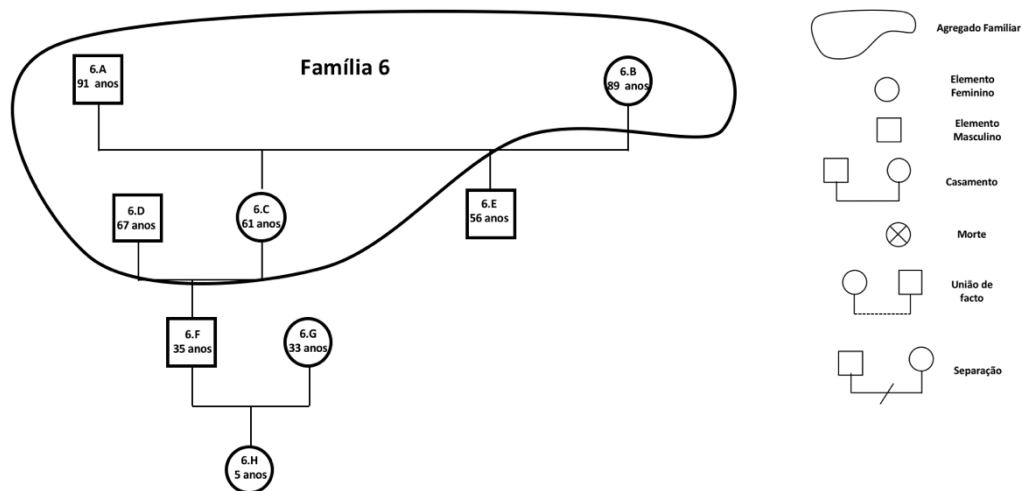 Família 6
6.A
91 anos
6.B
89 anos
6.D
67 anos
6.C
61 anos
6.E
56 anos
6.F
35 anos
6.G
33 anos
6.H
5 anos
Agregado Familiar
Elemento
Feminino
Elemento
Masculino
Casamento
Morte
União de
facto
Separação